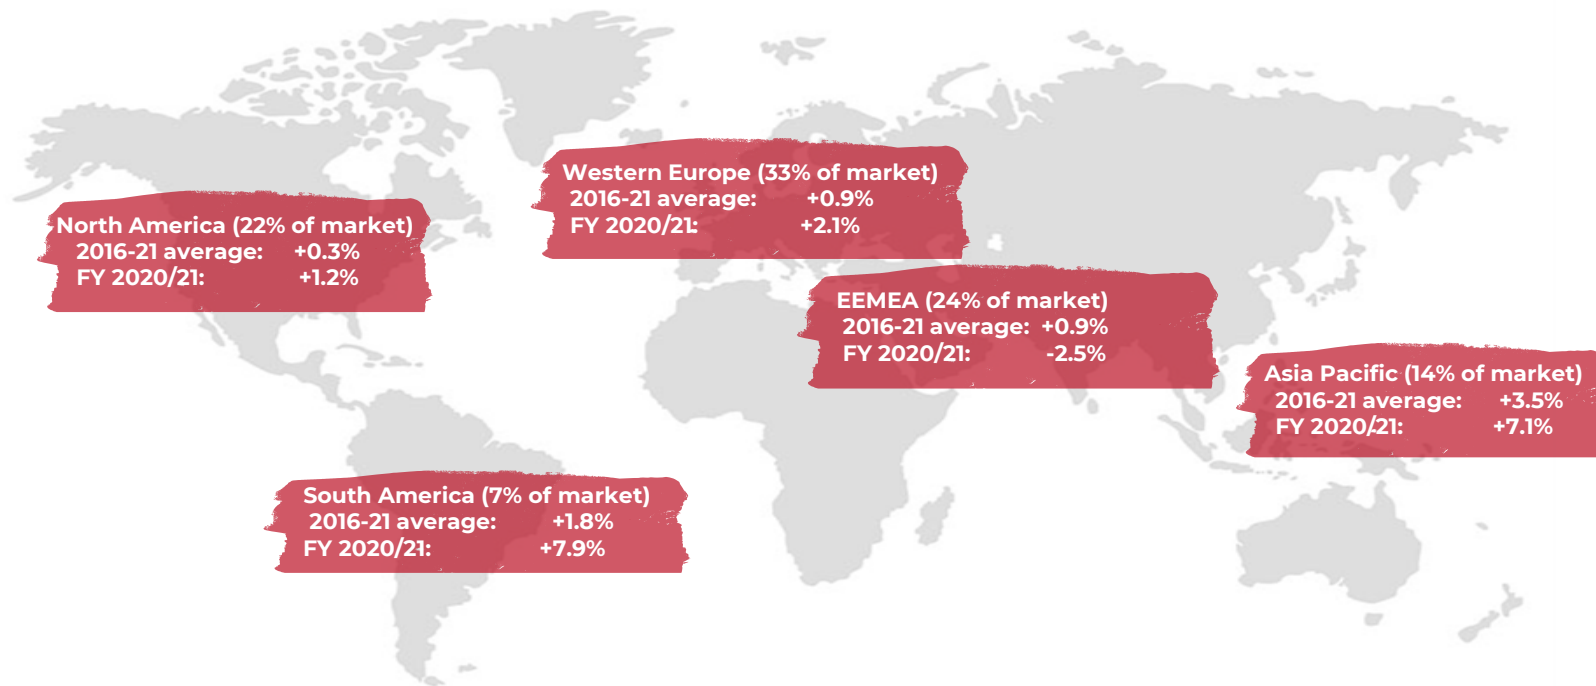 Western Europe (33% of market)
2016-21 average: +0.9%
FY 2020/21: +2.1%
North America (22% of market)
2016-21 average: +0.3%
FY 2020/21: +1.2%
EEMEA (24% of market)
2016-21 average: +0.9%
FY 2020/21: -2.5%
Asia Pacific (14% of market)
2016-21 average: +3.5%
FY 2020/21: +7.1%
South America (7% of market)
2016-21 average: +1.8%
FY 2020/21: +7.9%